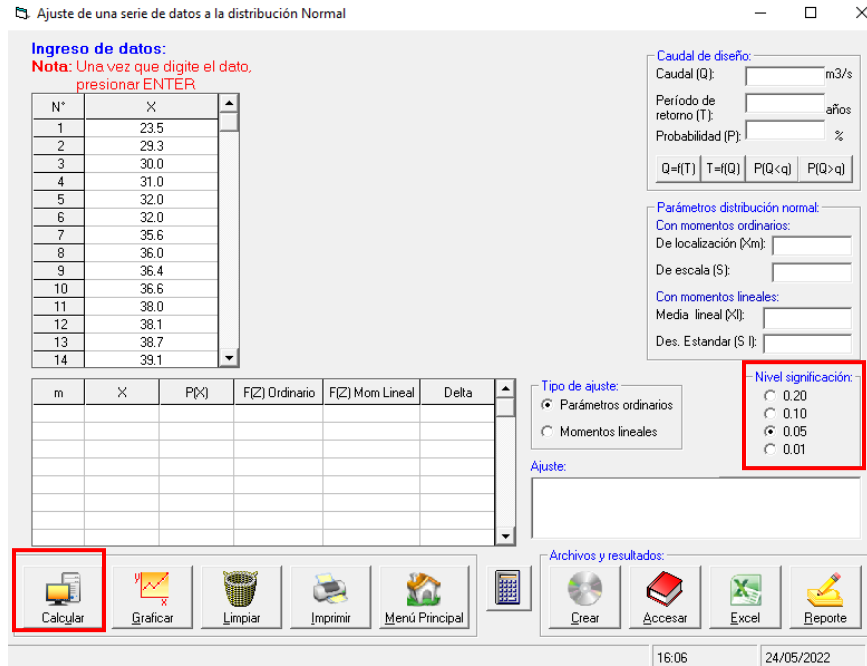 Ajuste de una serie de datos a la distribución Normal
Ingreso de datos:
Nota: Una vez que digite el dato,
presionar ENTER
N° X
1 23.5
2 29.3
3 30.0
4 31.0
5 32.0
6 32.0
7 35.6
8 36.0
9 36.4
10 36.6
11 38.0
12 38.1
13 38.7
14 39.1
Caudal de diseño:
Caudal (Q): m3/s
Período de
retorno (T): años
Probabilidad (P): %
Q=f(T) T=f(Q) P(Q<q) P(Q>q)
Parámetros distribución normal:
Con momentos ordinarios:
De localización (Xm):
De escala (S):
Con momentos lineales:
Media lineal (Xl):
Des. Estandar (S l):
m X P(X) F(Z) Ordinario F(Z) Mom Lineal Delta
Tipo de ajuste:
Parámetros ordinarios
Momentos lineales
Nivel significación:
0.20
0.10
0.05
0.01
Ajuste:
Calcular Graficar Limpiar Imprimir Menú Principal
Archivos y resultados:
Crear Accesar Excel Reporte
16:06 24/05/2022